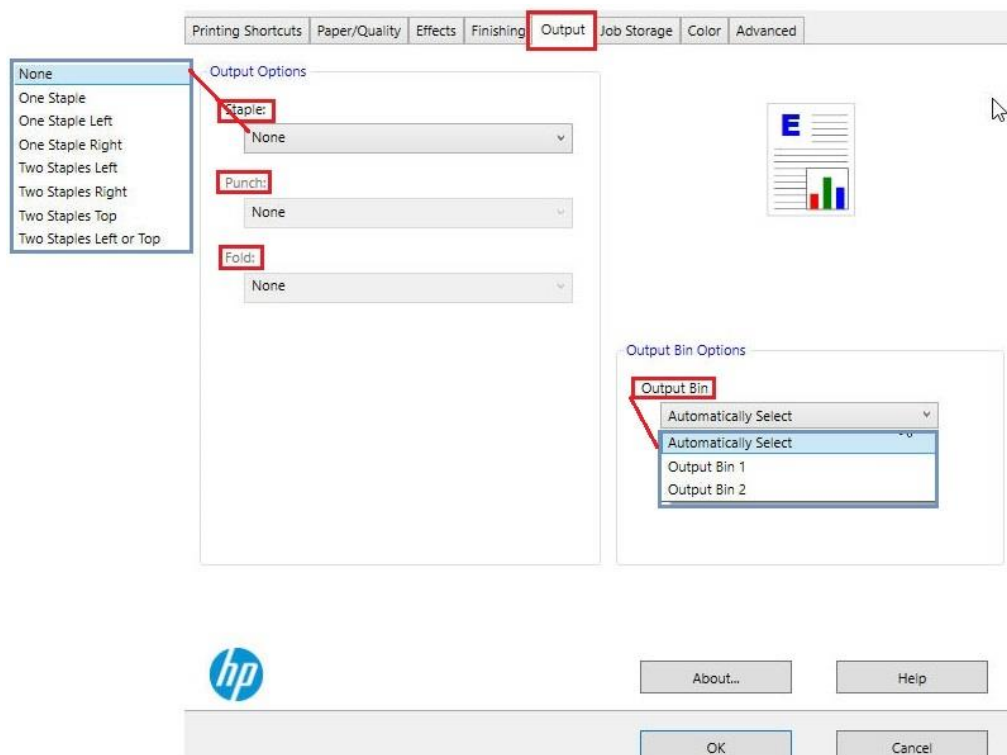 Printing Shortcuts Paper/Quality Effects Finishing Output Job Storage Color Advanced
None
One Staple
One Staple Left
One Staple Right
Two Staples Left
Two Staples Right
Two Staples Top
Two Staples Left or Top
Output Options
Staple:
None
Punch:
None
Fold:
None
E
Output Bin Options
Output Bin
Automatically Select
Automatically Select
Output Bin 1
Output Bin 2
hp
About... Help
OK Cancel